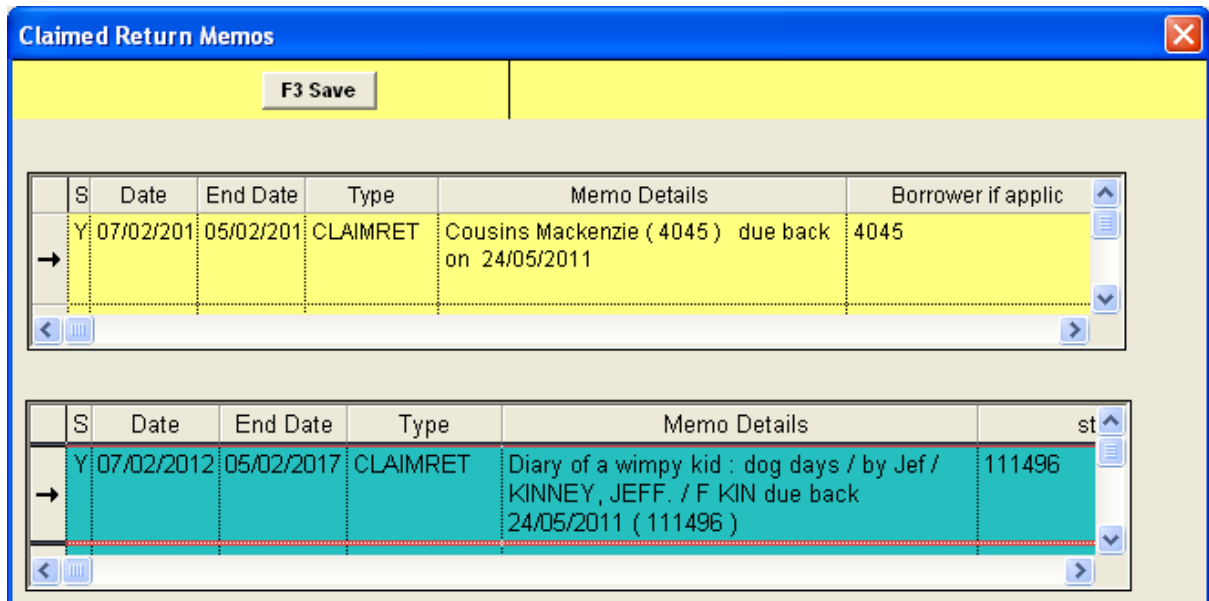 Claimed Return Memos
F3 Save
S Date End Date Type Memo Details Borrower if applic
Y 07/02/201 05/02/201 CLAIMRET Cousins Mackenzie ( 4045 ) due back 4045
on 24/05/2011
S Date End Date Type Memo Details st
Y 07/02/2012 05/02/2017 CLAIMRET Diary of a wimpy kid : dog days / by Jef / 111496
KINNEY, JEFF. / F KIN due back
24/05/2011 ( 111496 )